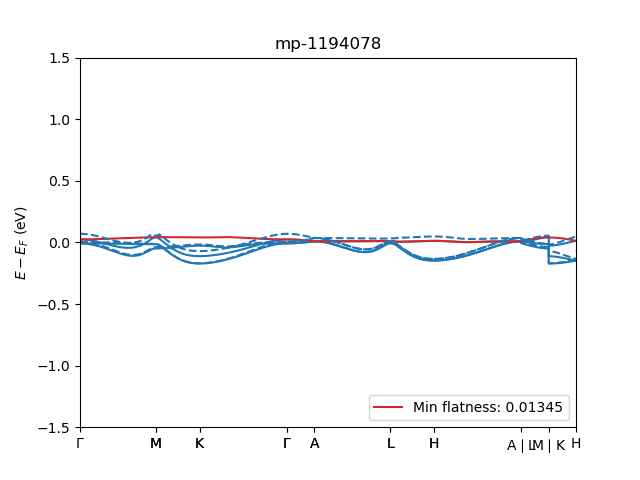 mp-1194078
E − E_F (eV)
1.5
1.0
0.5
0.0
−0.5
−1.0
−1.5
Min flatness: 0.01345
Γ M K Γ A L H A | L M | K H